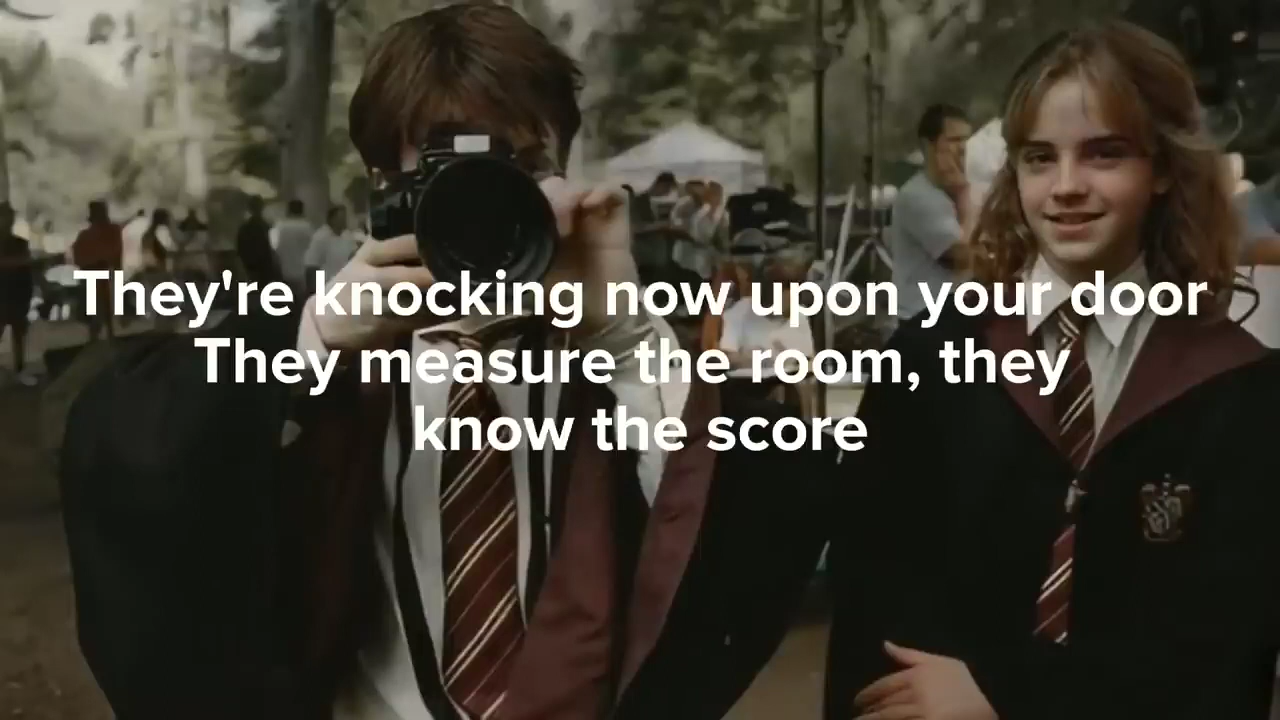 They're knocking now upon your door
They measure the room, they
know the score